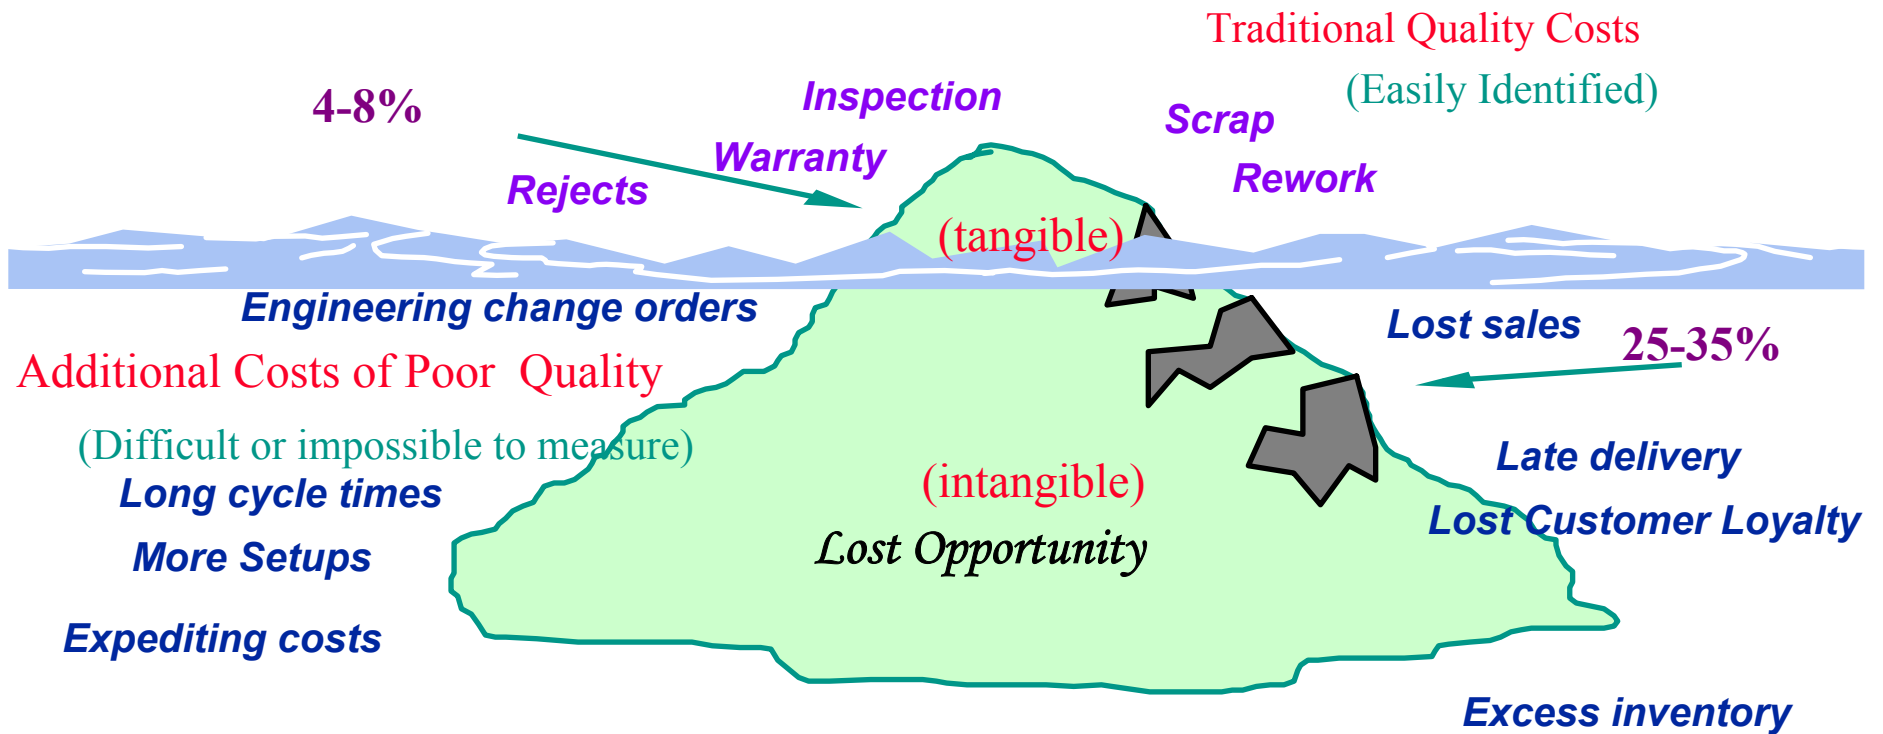 Traditional Quality Costs
(Easily Identified)
4-8%
Inspection
Scrap
Warranty
Rework
Rejects
(tangible)
Engineering change orders
Lost sales
25-35%
Additional Costs of Poor Quality
(Difficult or impossible to measure)
Late delivery
Long cycle times
(intangible)
Lost Customer Loyalty
Lost Opportunity
More Setups
Expediting costs
Excess inventory